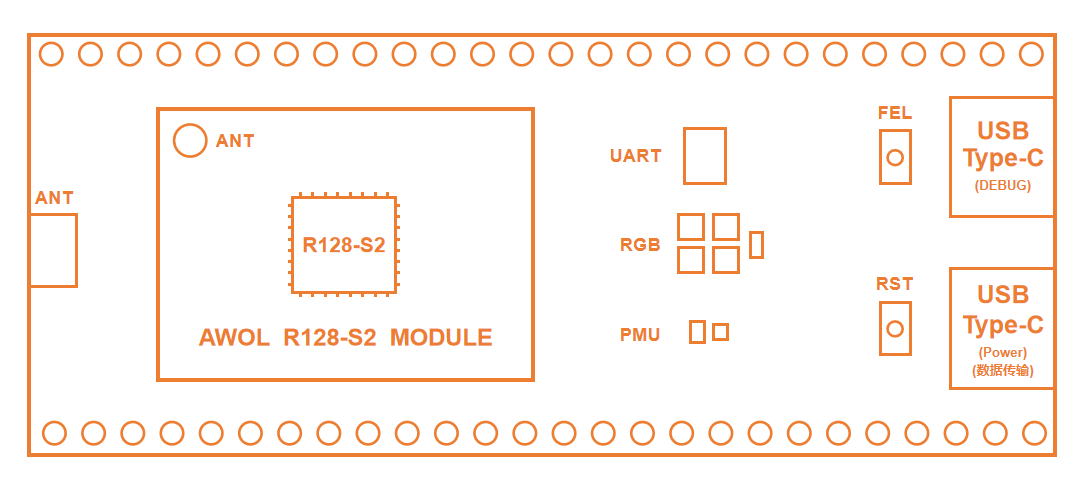 ANT
ANT
R128-S2
AWOL R128-S2 MODULE
UART
RGB
PMU
FEL
RST
USB
Type-C
(DEBUG)
USB
Type-C
(Power)
(数据传输)